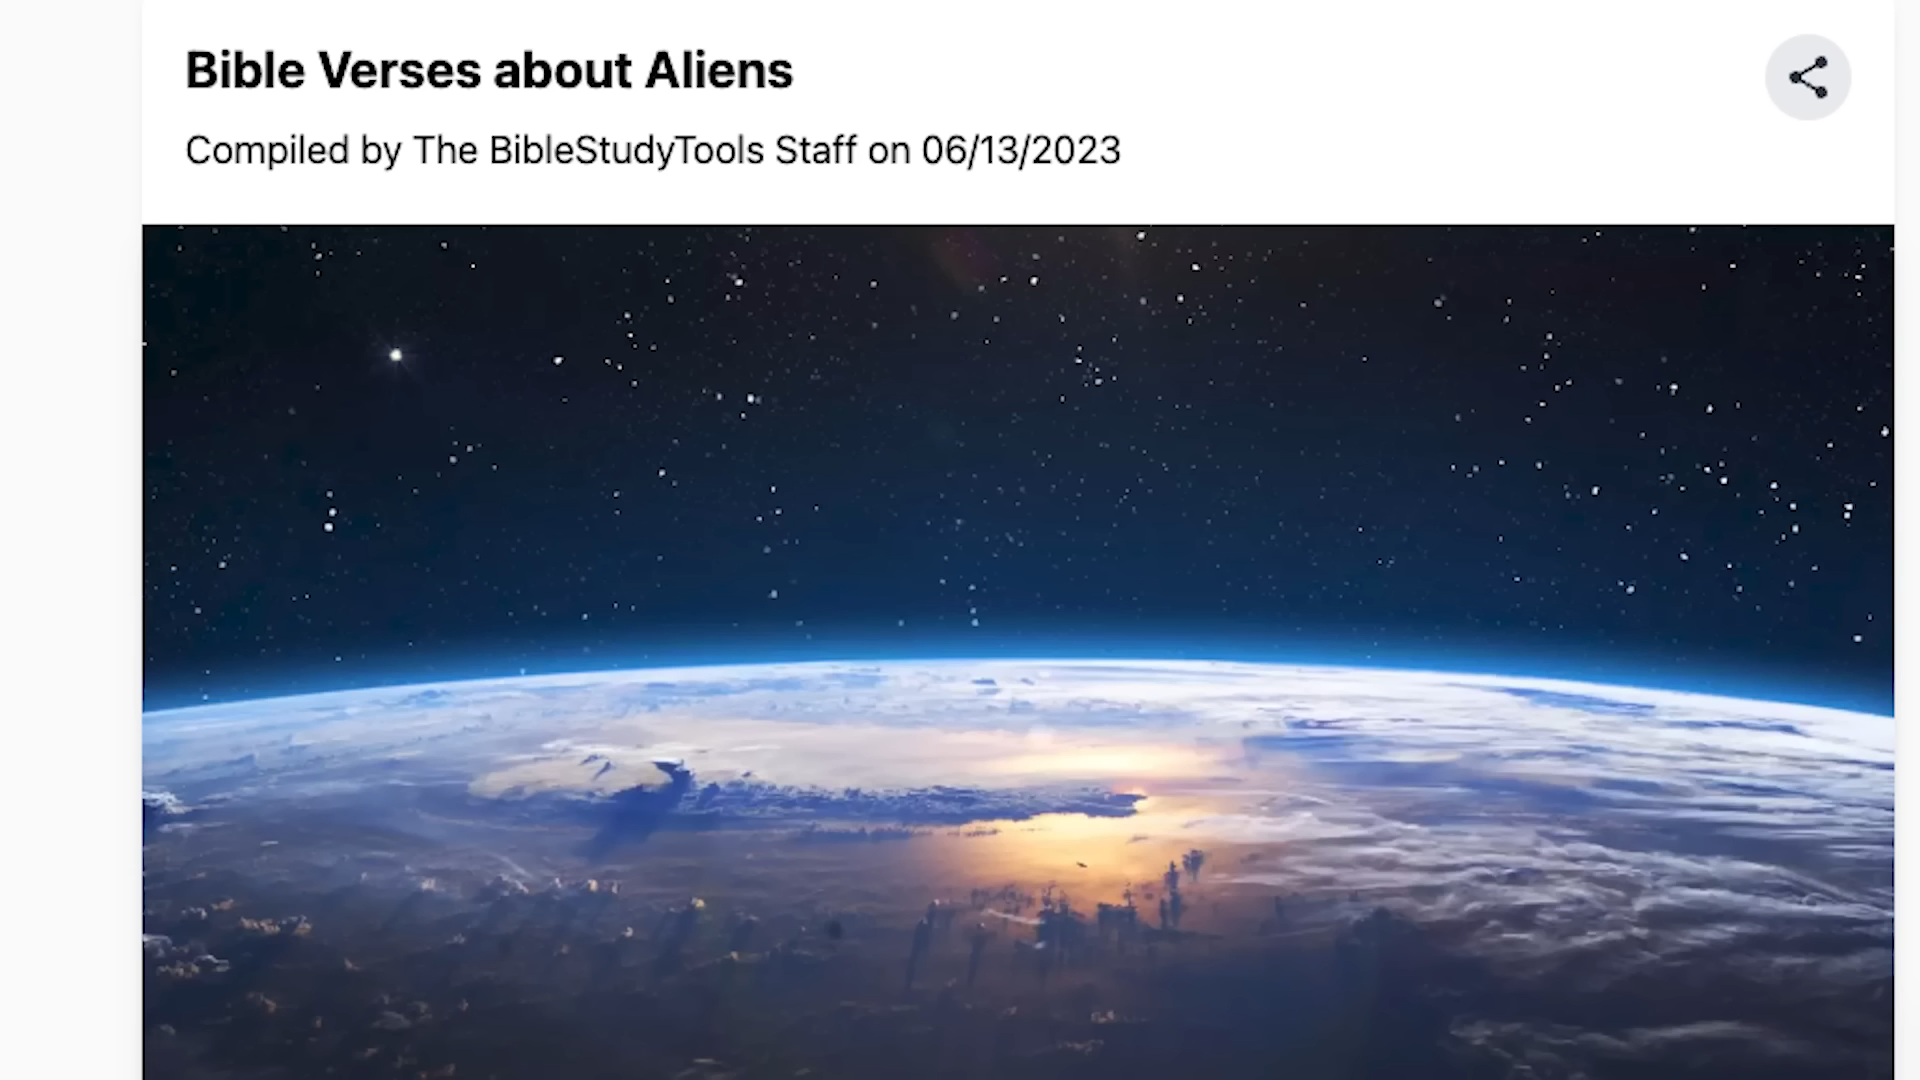 Bible Verses about Aliens
Compiled by The BibleStudyTools Staff on 06/13/2023